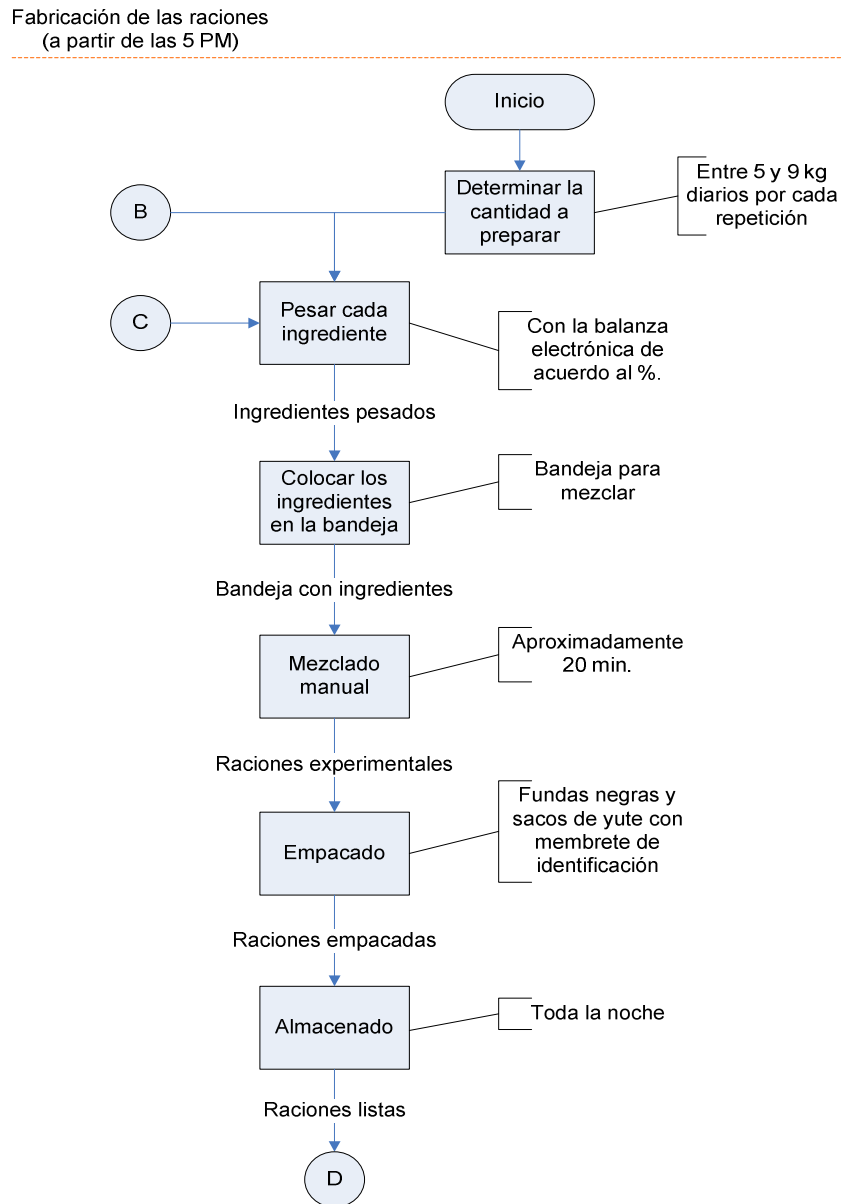 Fabricación de las raciones
(a partir de las 5 PM)
Inicio
Determinar la
cantidad a
preparar
Entre 5 y 9 kg
diarios por cada
repetición
B
Pesar cada
ingrediente
C
Con la balanza
electrónica de
acuerdo al %.
Ingredientes pesados
Colocar los
ingredientes
en la bandeja
Bandeja para
mezclar
Bandeja con ingredientes
Mezclado
manual
Aproximadamente
20 min.
Raciones experimentales
Empacado
Fundas negras y
sacos de yute con
membrete de
identificación
Raciones empacadas
Almacenado
Toda la noche
Raciones listas
D